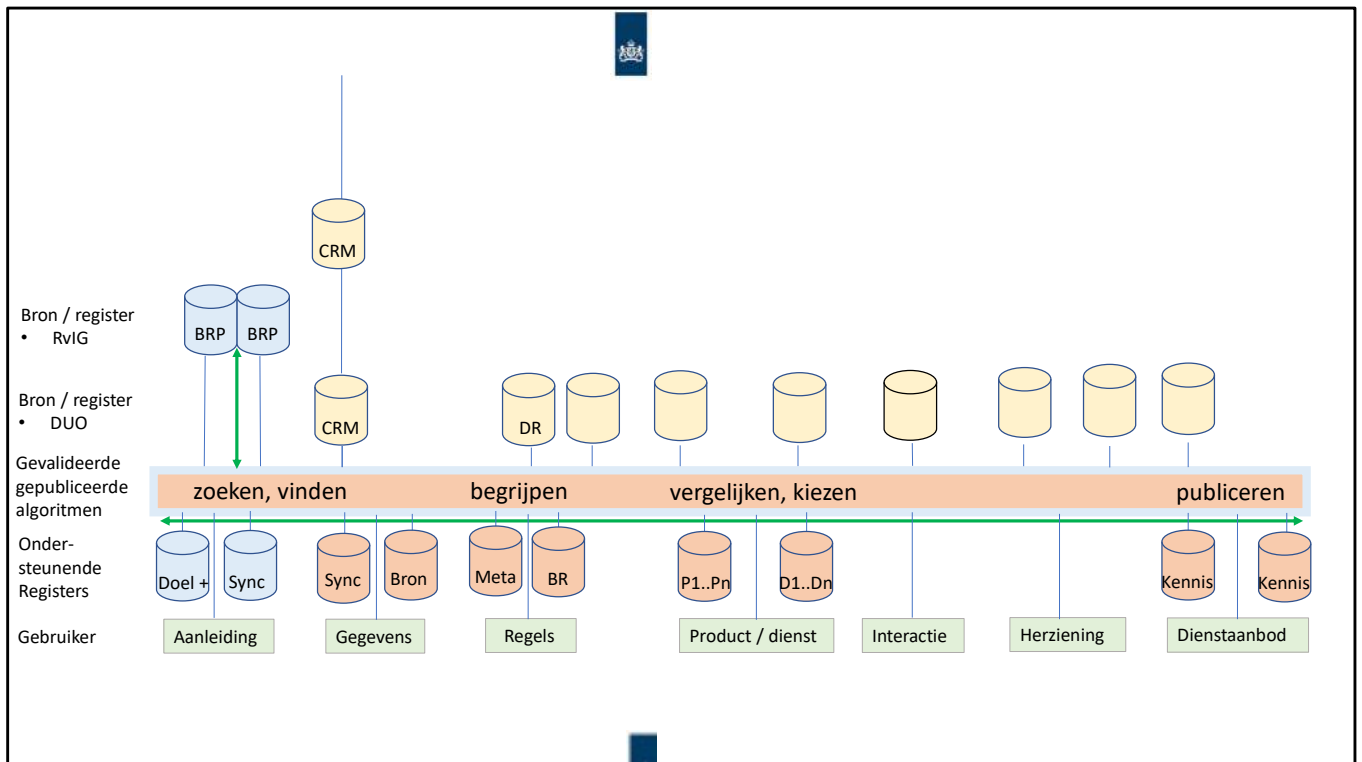 CRM
Bron / register
• RvIG
BRP
BRP
Bron / register
• DUO
CRM
DR
Gevalideerde
gepubliceerde
algoritmen
zoeken, vinden
begrijpen
vergelijken, kiezen
publiceren
Onder-
steunende
Registers
Doel +
Sync
Sync
Bron
Meta
BR
P1..Pn
D1..Dn
Kennis
Kennis
Gebruiker
Aanleiding
Gegevens
Regels
Product / dienst
Interactie
Herziening
Dienstaanbod